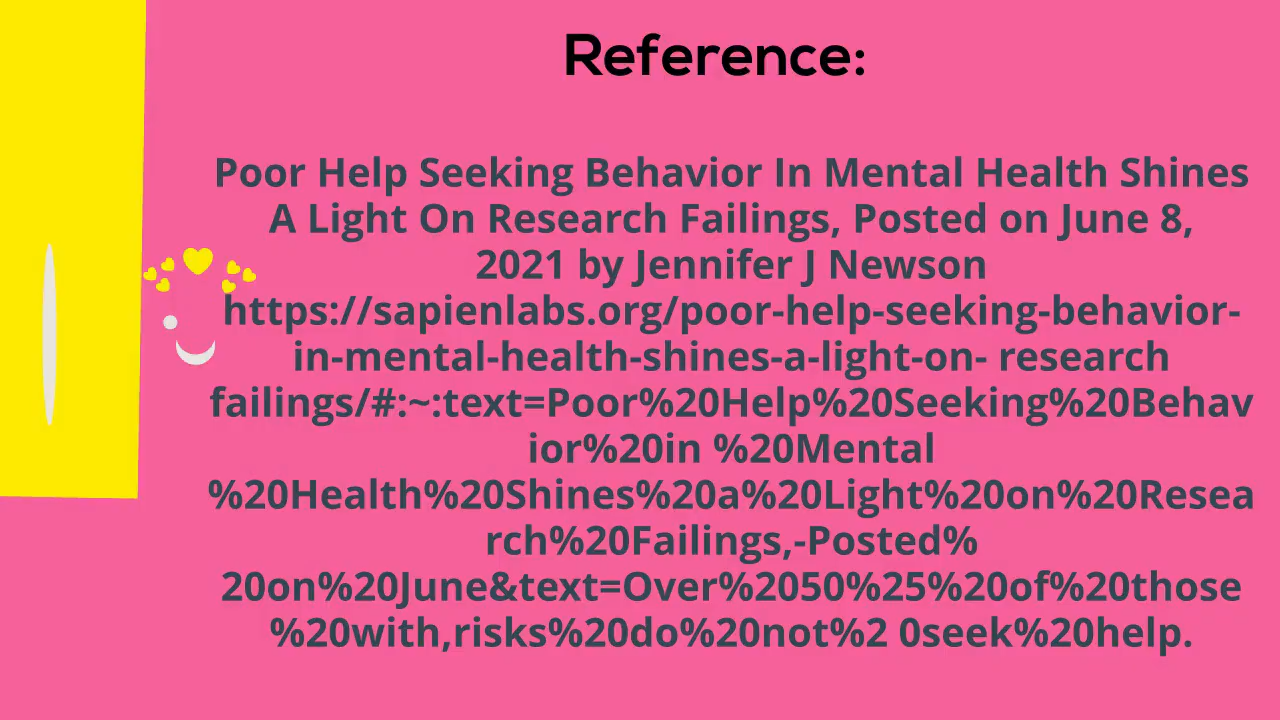 Reference:
Poor Help Seeking Behavior In Mental Health Shines
A Light On Research Failings, Posted on June 8,
2021 by Jennifer J Newson
https://sapienlabs.org/poor-help-seeking-behavior-
in-mental-health-shines-a-light-on- research
failings/#:~:text=Poor%20Help%20Seeking%20Behav
ior%20in %20Mental
%20Health%20Shines%20a%20Light%20on%20Resea
rch%20Failings,-Posted%
20on%20June&text=Over%2050%25%20of%20those
%20with,risks%20do%20not%2 0seek%20help.